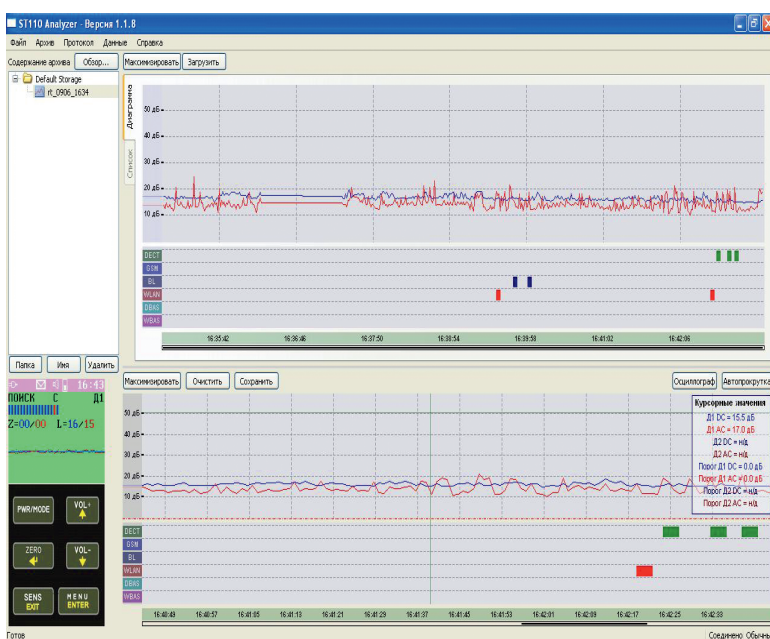 ST110 Analyzer - Версия 1.1.8
Файл Архив Протокол Данные Справка
Содержание архива Обзор... Максимизировать Загрузить
Default Storage
rt_0906_1634
Диаграмма
Список
50 дБ
40 дБ
30 дБ
20 дБ
10 дБ
DECT
GSM
BL
WLAN
DBAS
WBAS
16:35:42 16:36:46 16:37:50 16:38:54 16:39:58 16:41:02 16:42:06
Папка Имя Удалить
Максимизировать Очистить Сохранить Осциллограф Автопрокрутка
16:43
ПОИСК С Д1
Z=00/00 L=16/15
PWR/MODE VOL+
ZERO VOL-
SENS EXIT MENU ENTER
50 дБ
40 дБ
30 дБ
20 дБ
10 дБ
Курсорные значения
Д1 DC = 15.5 дБ
Д1 AC = 17.0 дБ
Д2 DC = н/д
Д2 AC = н/д
Порог Д1 DC = 0.0 дБ
Порог Д1 AC = 0.0 дБ
Порог Д2 DC = н/д
Порог Д2 AC = н/д
DECT
GSM
BL
WLAN
DBAS
WBAS
16:40:49 16:40:57 16:41:05 16:41:13 16:41:21 16:41:29 16:41:37 16:41:45 16:41:53 16:42:01 16:42:09 16:42:17 16:42:25 16:42:33
Готов Соединено Обычный